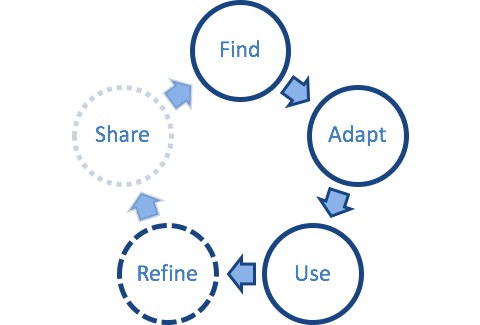 Find
Adapt
Use
Refine
Share